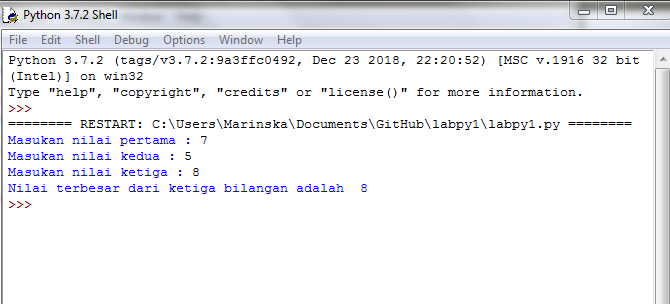 Python 3.7.2 Shell
File Edit Shell Debug Options Window Help
Python 3.7.2 (tags/v3.7.2:9a3ffc0492, Dec 23 2018, 22:20:52) [MSC v.1916 32 bit
(Intel)] on win32
Type "help", "copyright", "credits" or "license()" for more information.
>>>
======== RESTART: C:\Users\Marinska\Documents\GitHub\labpy1\labpy1.py ========
Masukan nilai pertama : 7
Masukan nilai kedua : 5
Masukan nilai ketiga : 8
Nilai terbesar dari ketiga bilangan adalah  8
>>>